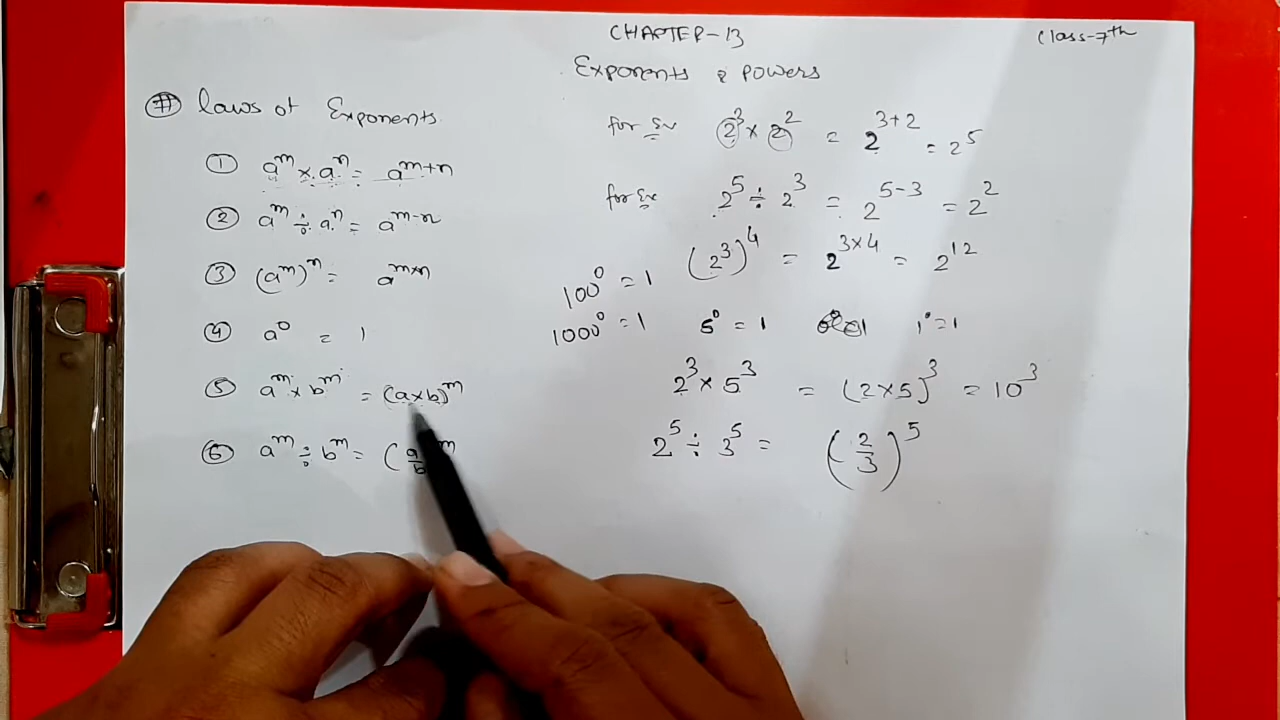 CHAPTER-13
Class-7th
Exponents & powers
# laws of Exponents
① aᵐ × aⁿ = aᵐ⁺ⁿ
for Ex 2³ × 2² = 2³⁺² = 2⁵
② aᵐ ÷ aⁿ = aᵐ⁻ⁿ
for Ex 2⁵ ÷ 2³ = 2⁵⁻³ = 2²
③ (aᵐ)ⁿ = aᵐˣⁿ
(2³)⁴ = 2³ˣ⁴ = 2¹²
100⁰ = 1
④ a⁰ = 1
1000⁰ = 1 5⁰ = 1 1⁰ = 1
⑤ aᵐ × bᵐ = (a×b)ᵐ
2³ × 5³ = (2×5)³ = 10³
⑥ aᵐ ÷ bᵐ = (a/b)ᵐ
2⁵ ÷ 3⁵ = (2/3)⁵